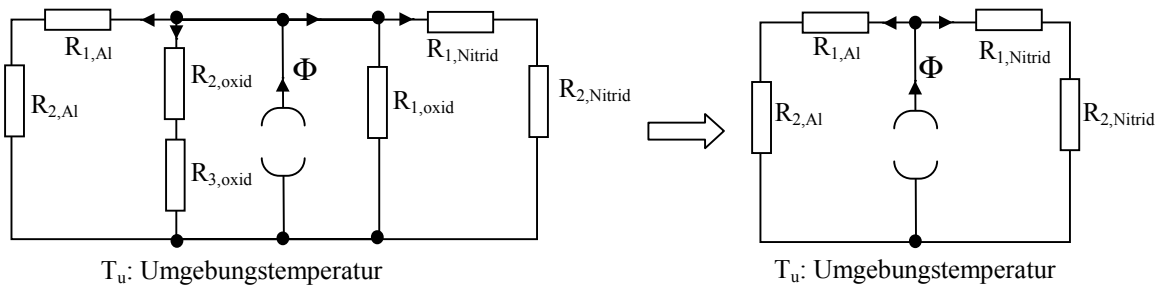 R1,Al
R2,Al
R2,oxid
R3,oxid
Φ
R1,oxid
R1,Nitrid
R2,Nitrid
Tu: Umgebungstemperatur
R1,Al
R2,Al
Φ
R1,Nitrid
R2,Nitrid
Tu: Umgebungstemperatur